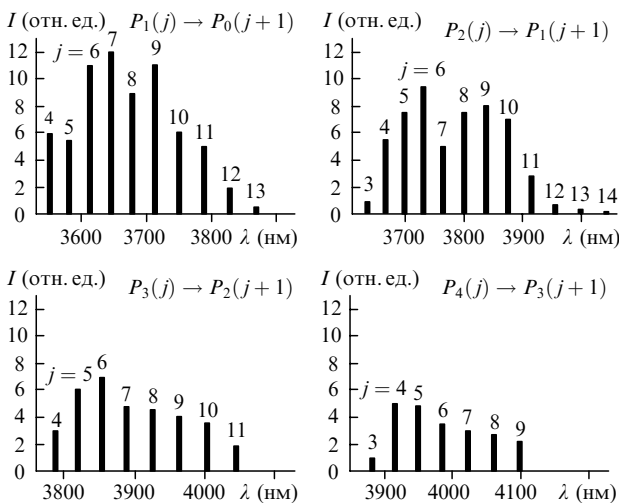 I (отн. ед.) P₁(j) → P₀(j + 1)
12
10
8
6
4
2
0
4 5 j = 6 7 8 9 10 11 12 13
3600 3700 3800 λ (нм)
I (отн. ед.) P₂(j) → P₁(j + 1)
12
10
8
6
4
2
0
3 4 5 j = 6 7 8 9 10 11 12 13 14
3700 3800 3900 λ (нм)
I (отн. ед.) P₃(j) → P₂(j + 1)
12
10
8
6
4
2
0
4 j = 5 6 7 8 9 10 11
3800 3900 4000 λ (нм)
I (отн. ед.) P₄(j) → P₃(j + 1)
12
10
8
6
4
2
0
3 j = 4 5 6 7 8 9
3900 4000 4100 λ (нм)